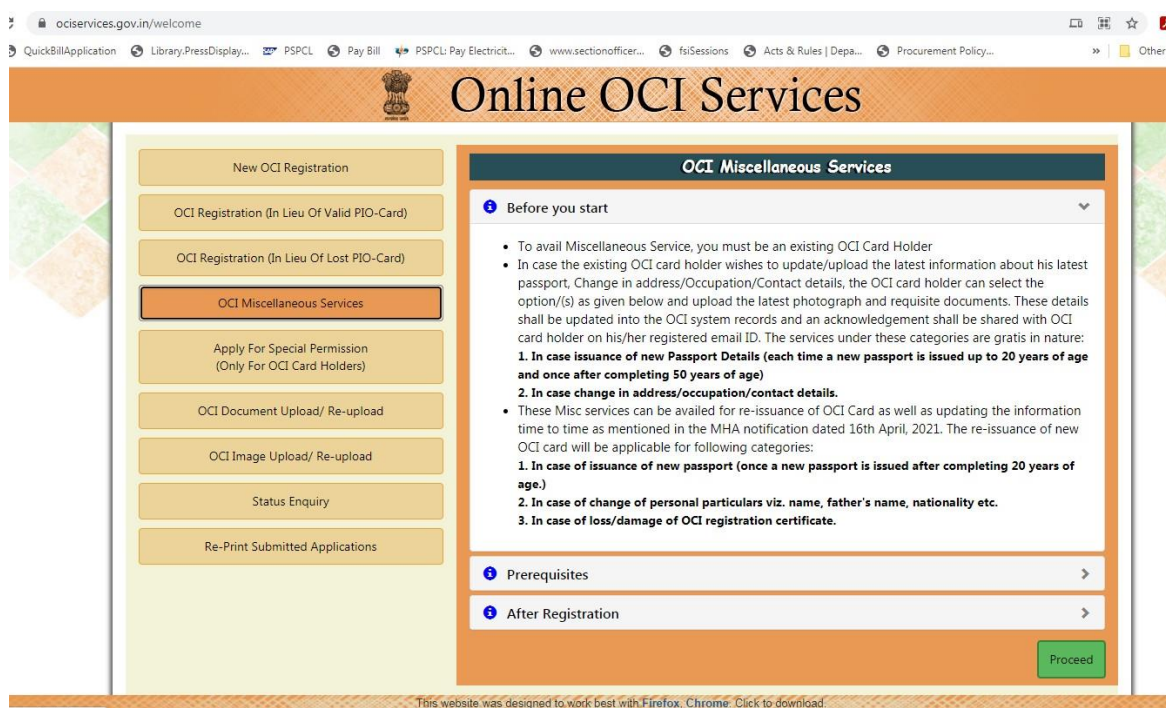 ociservices.gov.in/welcome
QuickBillApplication Library.PressDisplay... PSPCL Pay Bill PSPCL: Pay Electricit... www.sectionofficer... fsiSessions Acts & Rules | Depa... Procurement Policy... » Other
Online OCI Services
New OCI Registration
OCI Registration (In Lieu Of Valid PIO-Card)
OCI Registration (In Lieu Of Lost PIO-Card)
OCI Miscellaneous Services
Apply For Special Permission
(Only For OCI Card Holders)
OCI Document Upload/ Re-upload
OCI Image Upload/ Re-upload
Status Enquiry
Re-Print Submitted Applications
OCI Miscellaneous Services
Before you start
• To avail Miscellaneous Service, you must be an existing OCI Card Holder
• In case the existing OCI card holder wishes to update/upload the latest information about his latest
passport, Change in address/Occupation/Contact details, the OCI card holder can select the
option/(s) as given below and upload the latest photograph and requisite documents. These details
shall be updated into the OCI system records and an acknowledgement shall be shared with OCI
card holder on his/her registered email ID. The services under these categories are gratis in nature:
1. In case issuance of new Passport Details (each time a new passport is issued up to 20 years of age
and once after completing 50 years of age)
2. In case change in address/occupation/contact details.
• These Misc services can be availed for re-issuance of OCI Card as well as updating the information
time to time as mentioned in the MHA notification dated 16th April, 2021. The re-issuance of new
OCI card will be applicable for following categories:
1. In case of issuance of new passport (once a new passport is issued after completing 20 years of
age.)
2. In case of change of personal particulars viz. name, father's name, nationality etc.
3. In case of loss/damage of OCI registration certificate.
Prerequisites
After Registration
Proceed
This website was designed to work best with Firefox, Chrome. Click to download.